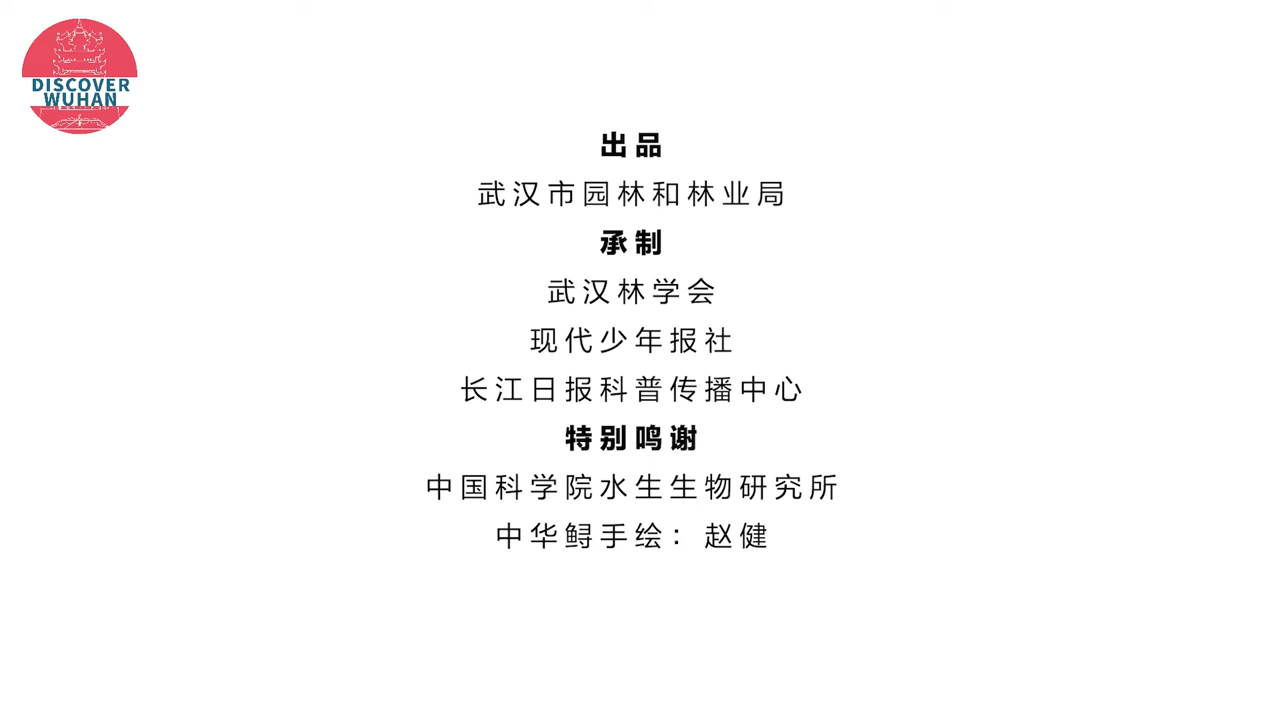 DISCOVER
WUHAN
出品
武汉市园林和林业局
承制
武汉林学会
现代少年报社
长江日报科普传播中心
特别鸣谢
中国科学院水生生物研究所
中华鲟手绘：赵健